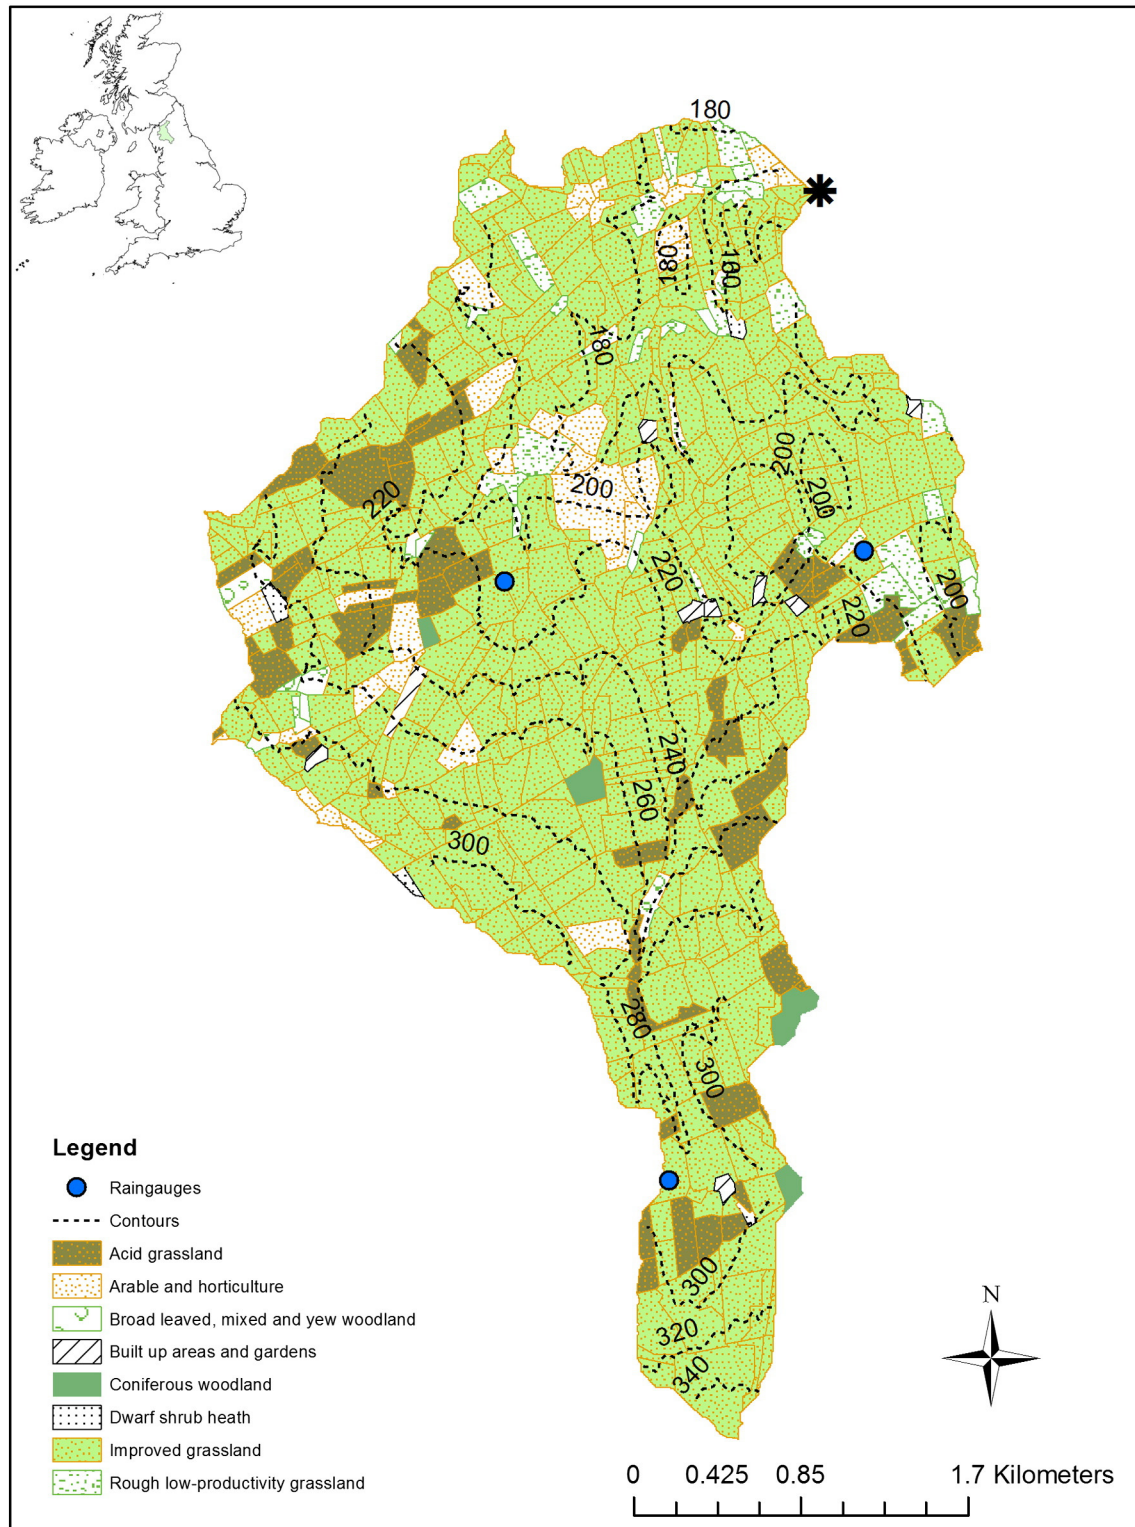 180
180
160
180
200
200
200
220
220
200
220
240
260
300
280
300
300
320
340
Legend
Raingauges
Contours
Acid grassland
Arable and horticulture
Broad leaved, mixed and yew woodland
Built up areas and gardens
Coniferous woodland
Dwarf shrub heath
Improved grassland
Rough low-productivity grassland
N
0 0.425 0.85 1.7 Kilometers